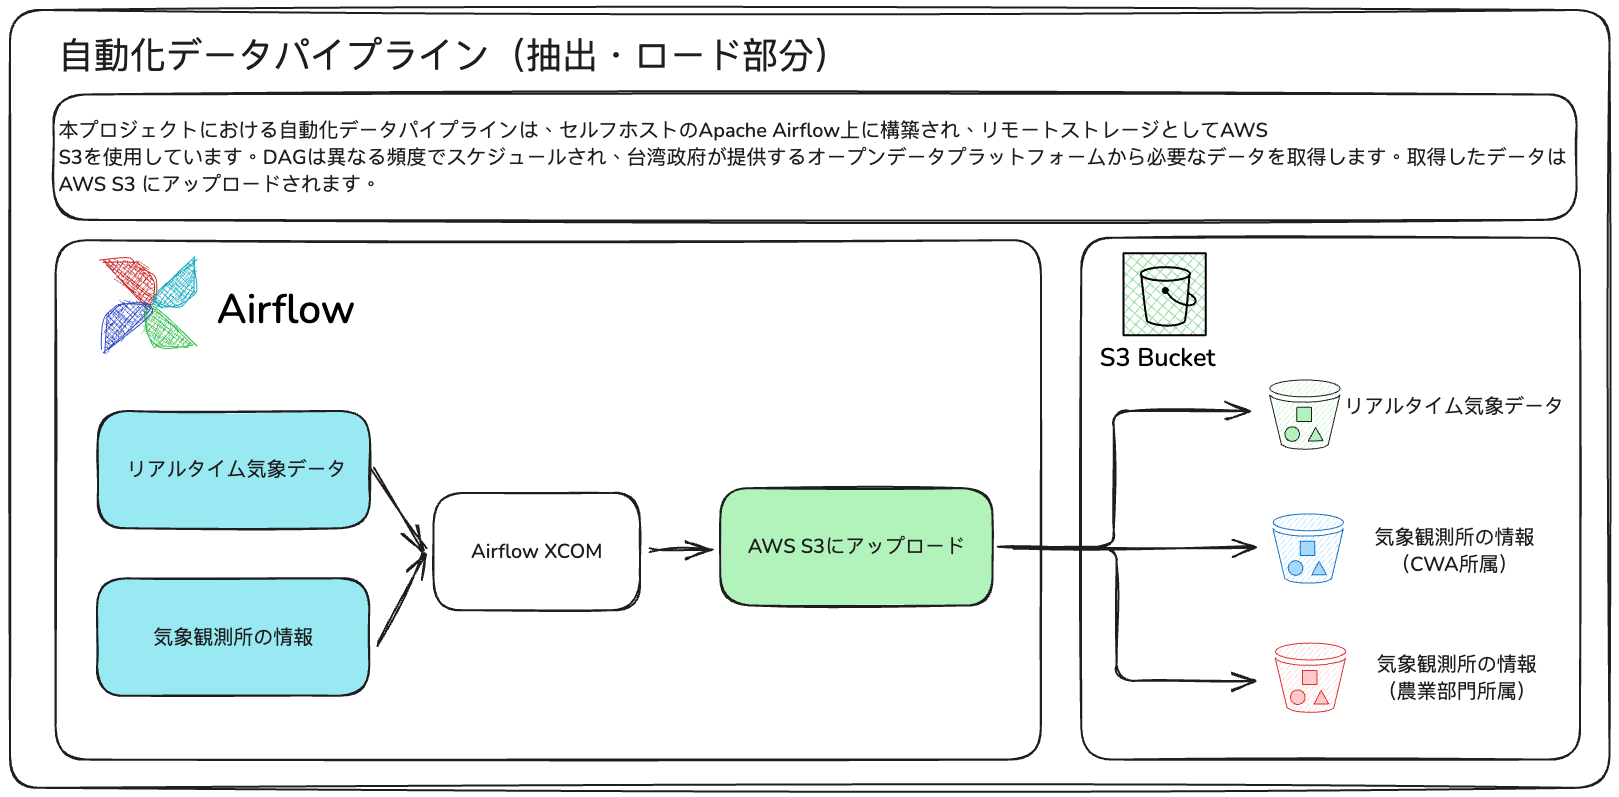 自動化データパイプライン（抽出・ロード部分）
本プロジェクトにおける自動化データパイプラインは、セルフホストのApache Airflow上に構築され、リモートストレージとしてAWS
S3を使用しています。DAGは異なる頻度でスケジュールされ、台湾政府が提供するオープンデータプラットフォームから必要なデータを取得します。取得したデータは
AWS S3 にアップロードされます。
Airflow
リアルタイム気象データ
気象観測所の情報
Airflow XCOM
AWS S3にアップロード
S3 Bucket
リアルタイム気象データ
気象観測所の情報
（CWA所属）
気象観測所の情報
（農業部門所属）